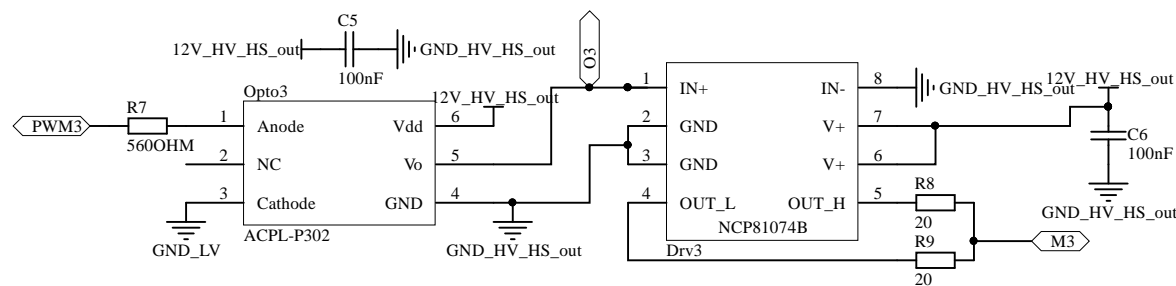 C5
12V_HV_HS_out
GND_HV_HS_out
100nF
O3
Opto3
12V_HV_HS_out
PWM3
R7
560OHM
1
Anode
Vdd
6
2
NC
Vo
5
3
Cathode
GND
4
ACPL-P302
GND_LV
GND_HV_HS_out
1
IN+
IN-
8
GND_HV_HS_out
12V_HV_HS_out
2
GND
V+
7
3
GND
V+
6
C6
100nF
GND_HV_HS_out
4
OUT_L
OUT_H
5
NCP81074B
Drv3
R8
20
R9
20
M3